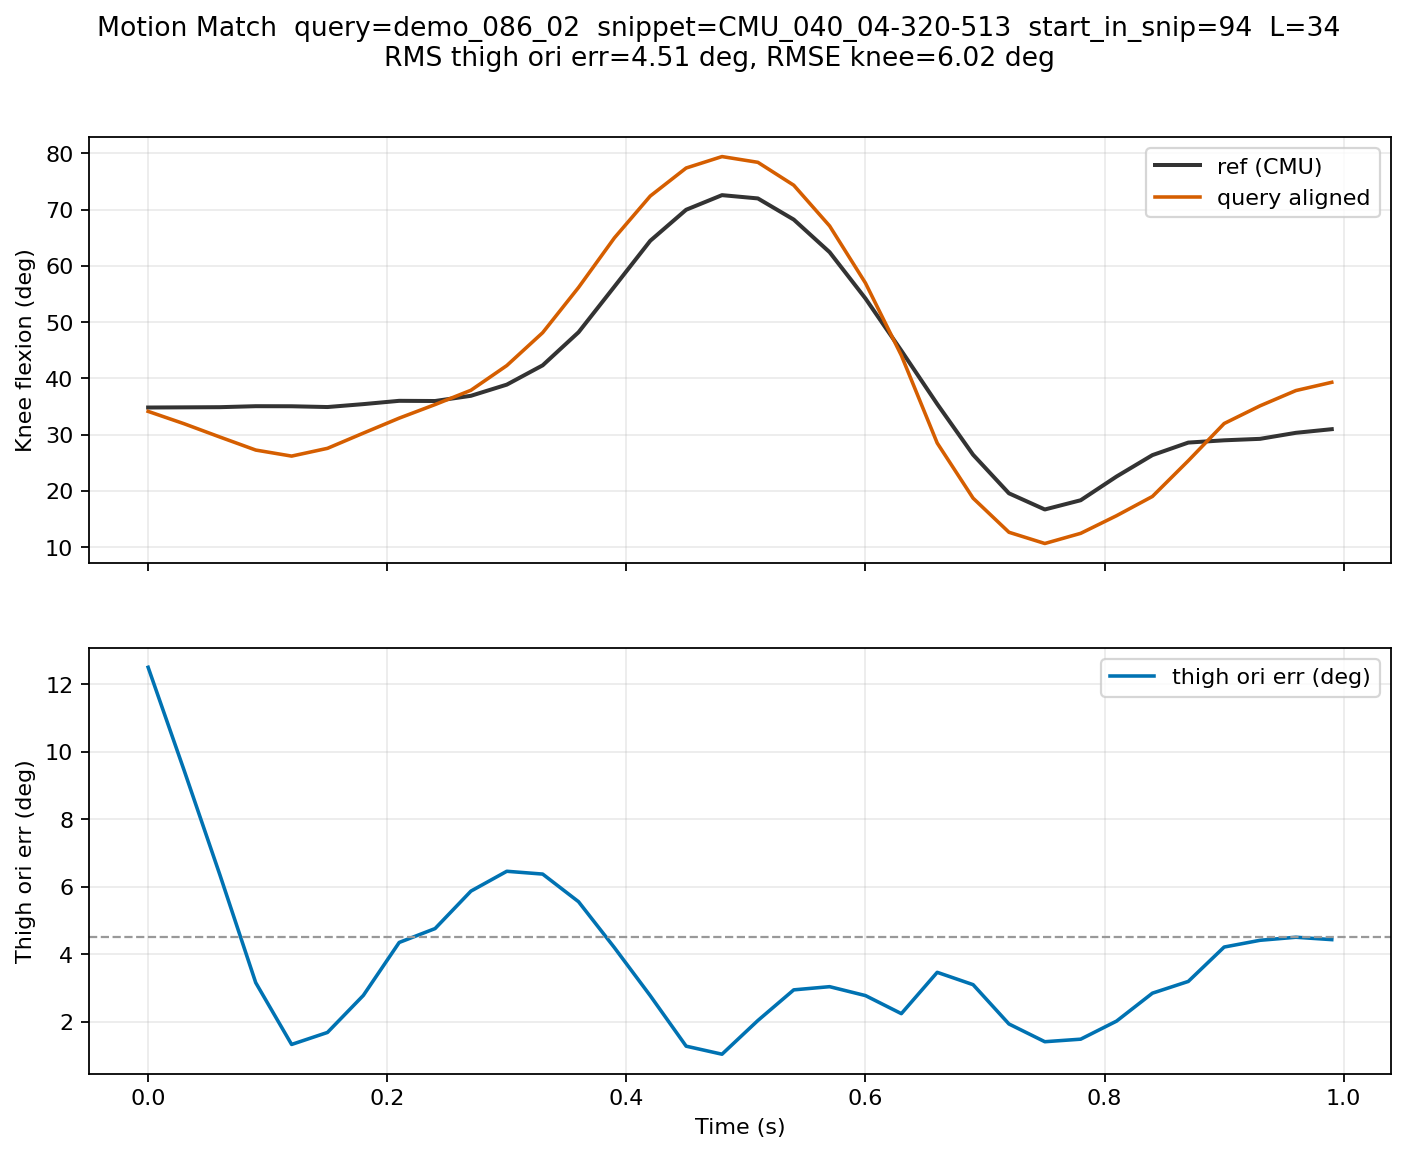 Motion Match  query=demo_086_02  snippet=CMU_040_04-320-513  start_in_snip=94  L=34
RMS thigh ori err=4.51 deg, RMSE knee=6.02 deg
Knee flexion (deg)
80
70
60
50
40
30
20
10
ref (CMU)
query aligned
Thigh ori err (deg)
12
10
8
6
4
2
thigh ori err (deg)
0.0
0.2
0.4
0.6
0.8
1.0
Time (s)